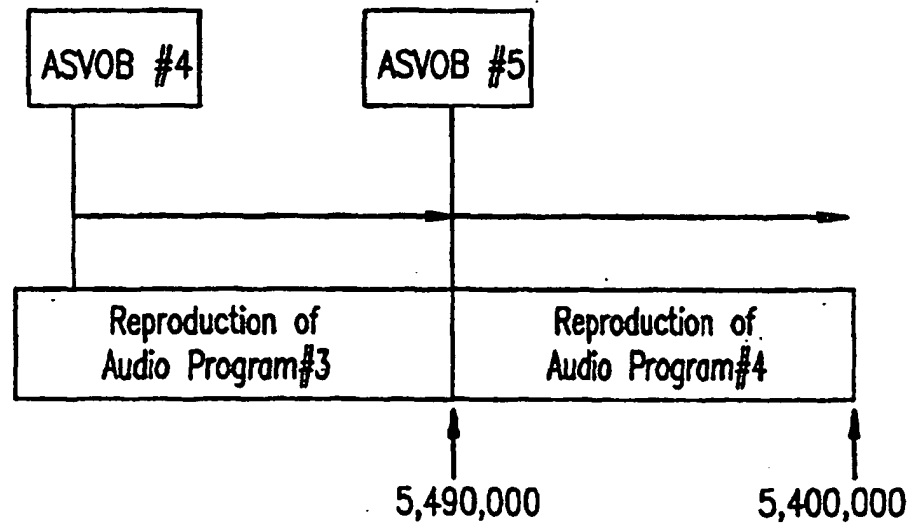 ASVOB #4
ASVOB #5
Reproduction of
Audio Program#3
Reproduction of
Audio Program#4
5,490,000
5,400,000